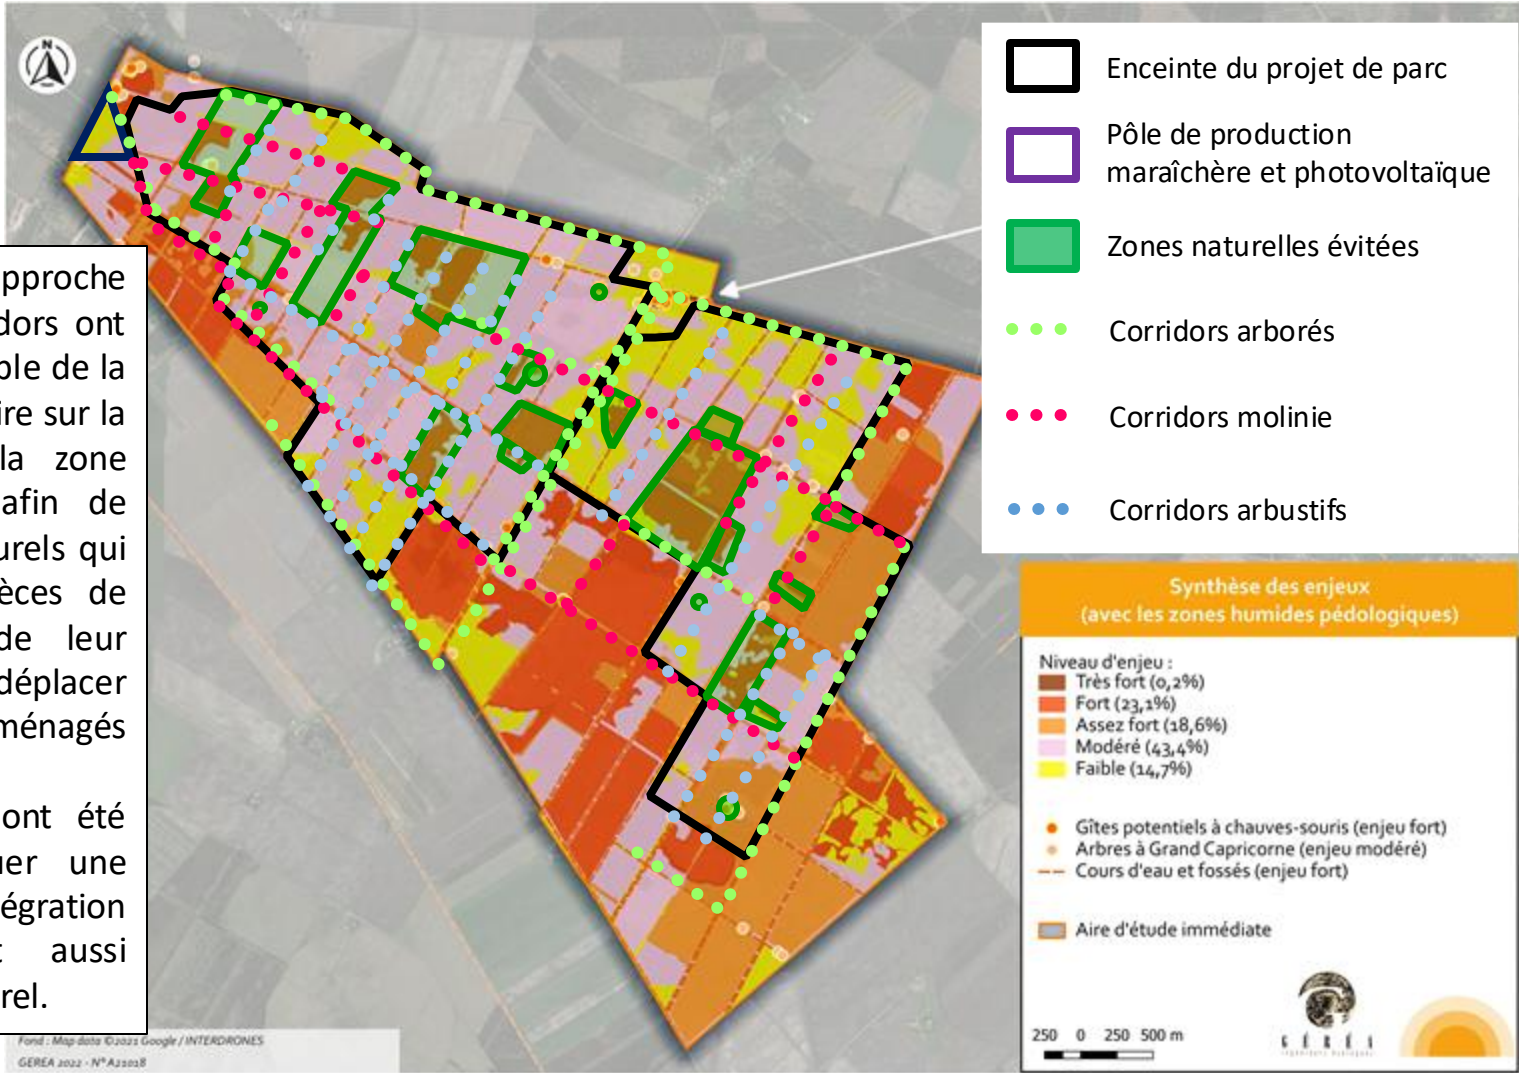 N
Enceinte du projet de parc
Pôle de production
maraîchère et photovoltaïque
Zones naturelles évitées
Corridors arborés
Corridors molinie
Corridors arbustifs
pproche
dors ont
ble de la
ire sur la
la zone
afin de
urels qui
èces de
de leur
déplacer
ménagés
ont été
uer une
tégration
t aussi
rel.
Synthèse des enjeux
(avec les zones humides pédologiques)
Niveau d'enjeu :
Très fort (0,2%)
Fort (23,1%)
Assez fort (18,6%)
Modéré (43,4%)
Faible (14,7%)
Gîtes potentiels à chauves-souris (enjeu fort)
Arbres à Grand Capricorne (enjeu modéré)
Cours d'eau et fossés (enjeu fort)
Aire d'étude immédiate
250 0 250 500 m
GÉRÉA
Fond : Map data ©2021 Google / INTERDRONES
GEREA 2022 - N° A21018